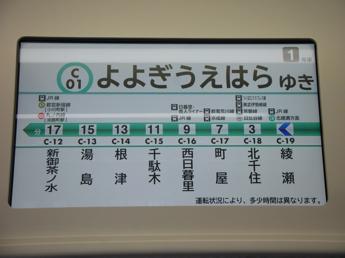 C
01
よよぎうえはら ゆき
1 号車
分 17 15 13 11 9 7 3
C-12 C-13 C-14 C-15 C-16 C-17 C-18 C-19
新御茶ノ水 湯島 根津 千駄木 西日暮里 町屋 北千住 綾瀬
運転状況により、多少時間は異なります。